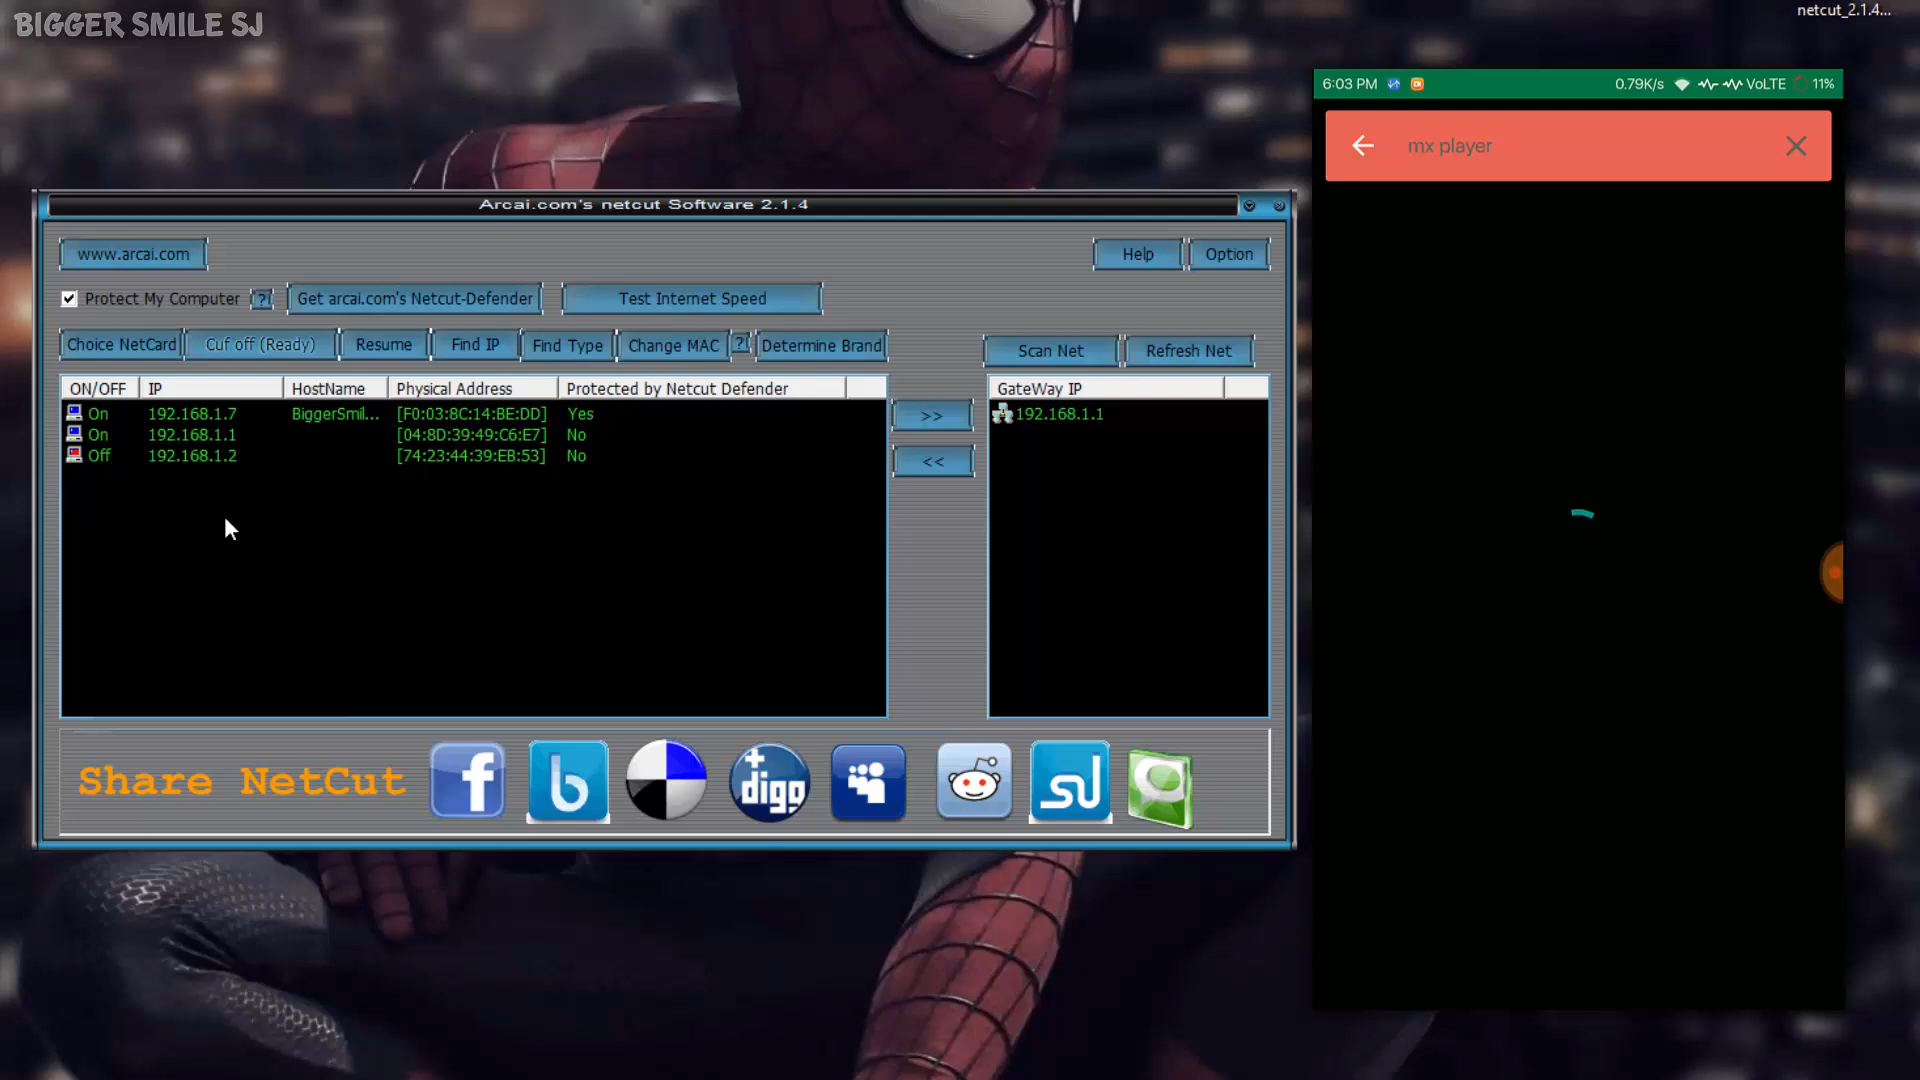 BIGGER SMILE SJ
netcut_2.1.4...
6:03 PM 0.79K/s VoLTE 11%
mx player
Arcai.com's netcut Software 2.1.4
www.arcai.com
Help Option
Protect My Computer ?! Get arcai.com's Netcut-Defender Test Internet Speed
Choice NetCard Cuf off (Ready) Resume Find IP Find Type Change MAC ?! Determine Brand
Scan Net Refresh Net
ON/OFF IP HostName Physical Address Protected by Netcut Defender
On 192.168.1.7 BiggerSmil... [F0:03:8C:14:BE:DD] Yes
On 192.168.1.1 [04:8D:39:49:C6:E7] No
Off 192.168.1.2 [74:23:44:39:EB:53] No
>>
<<
GateWay IP
192.168.1.1
Share NetCut
f b digg